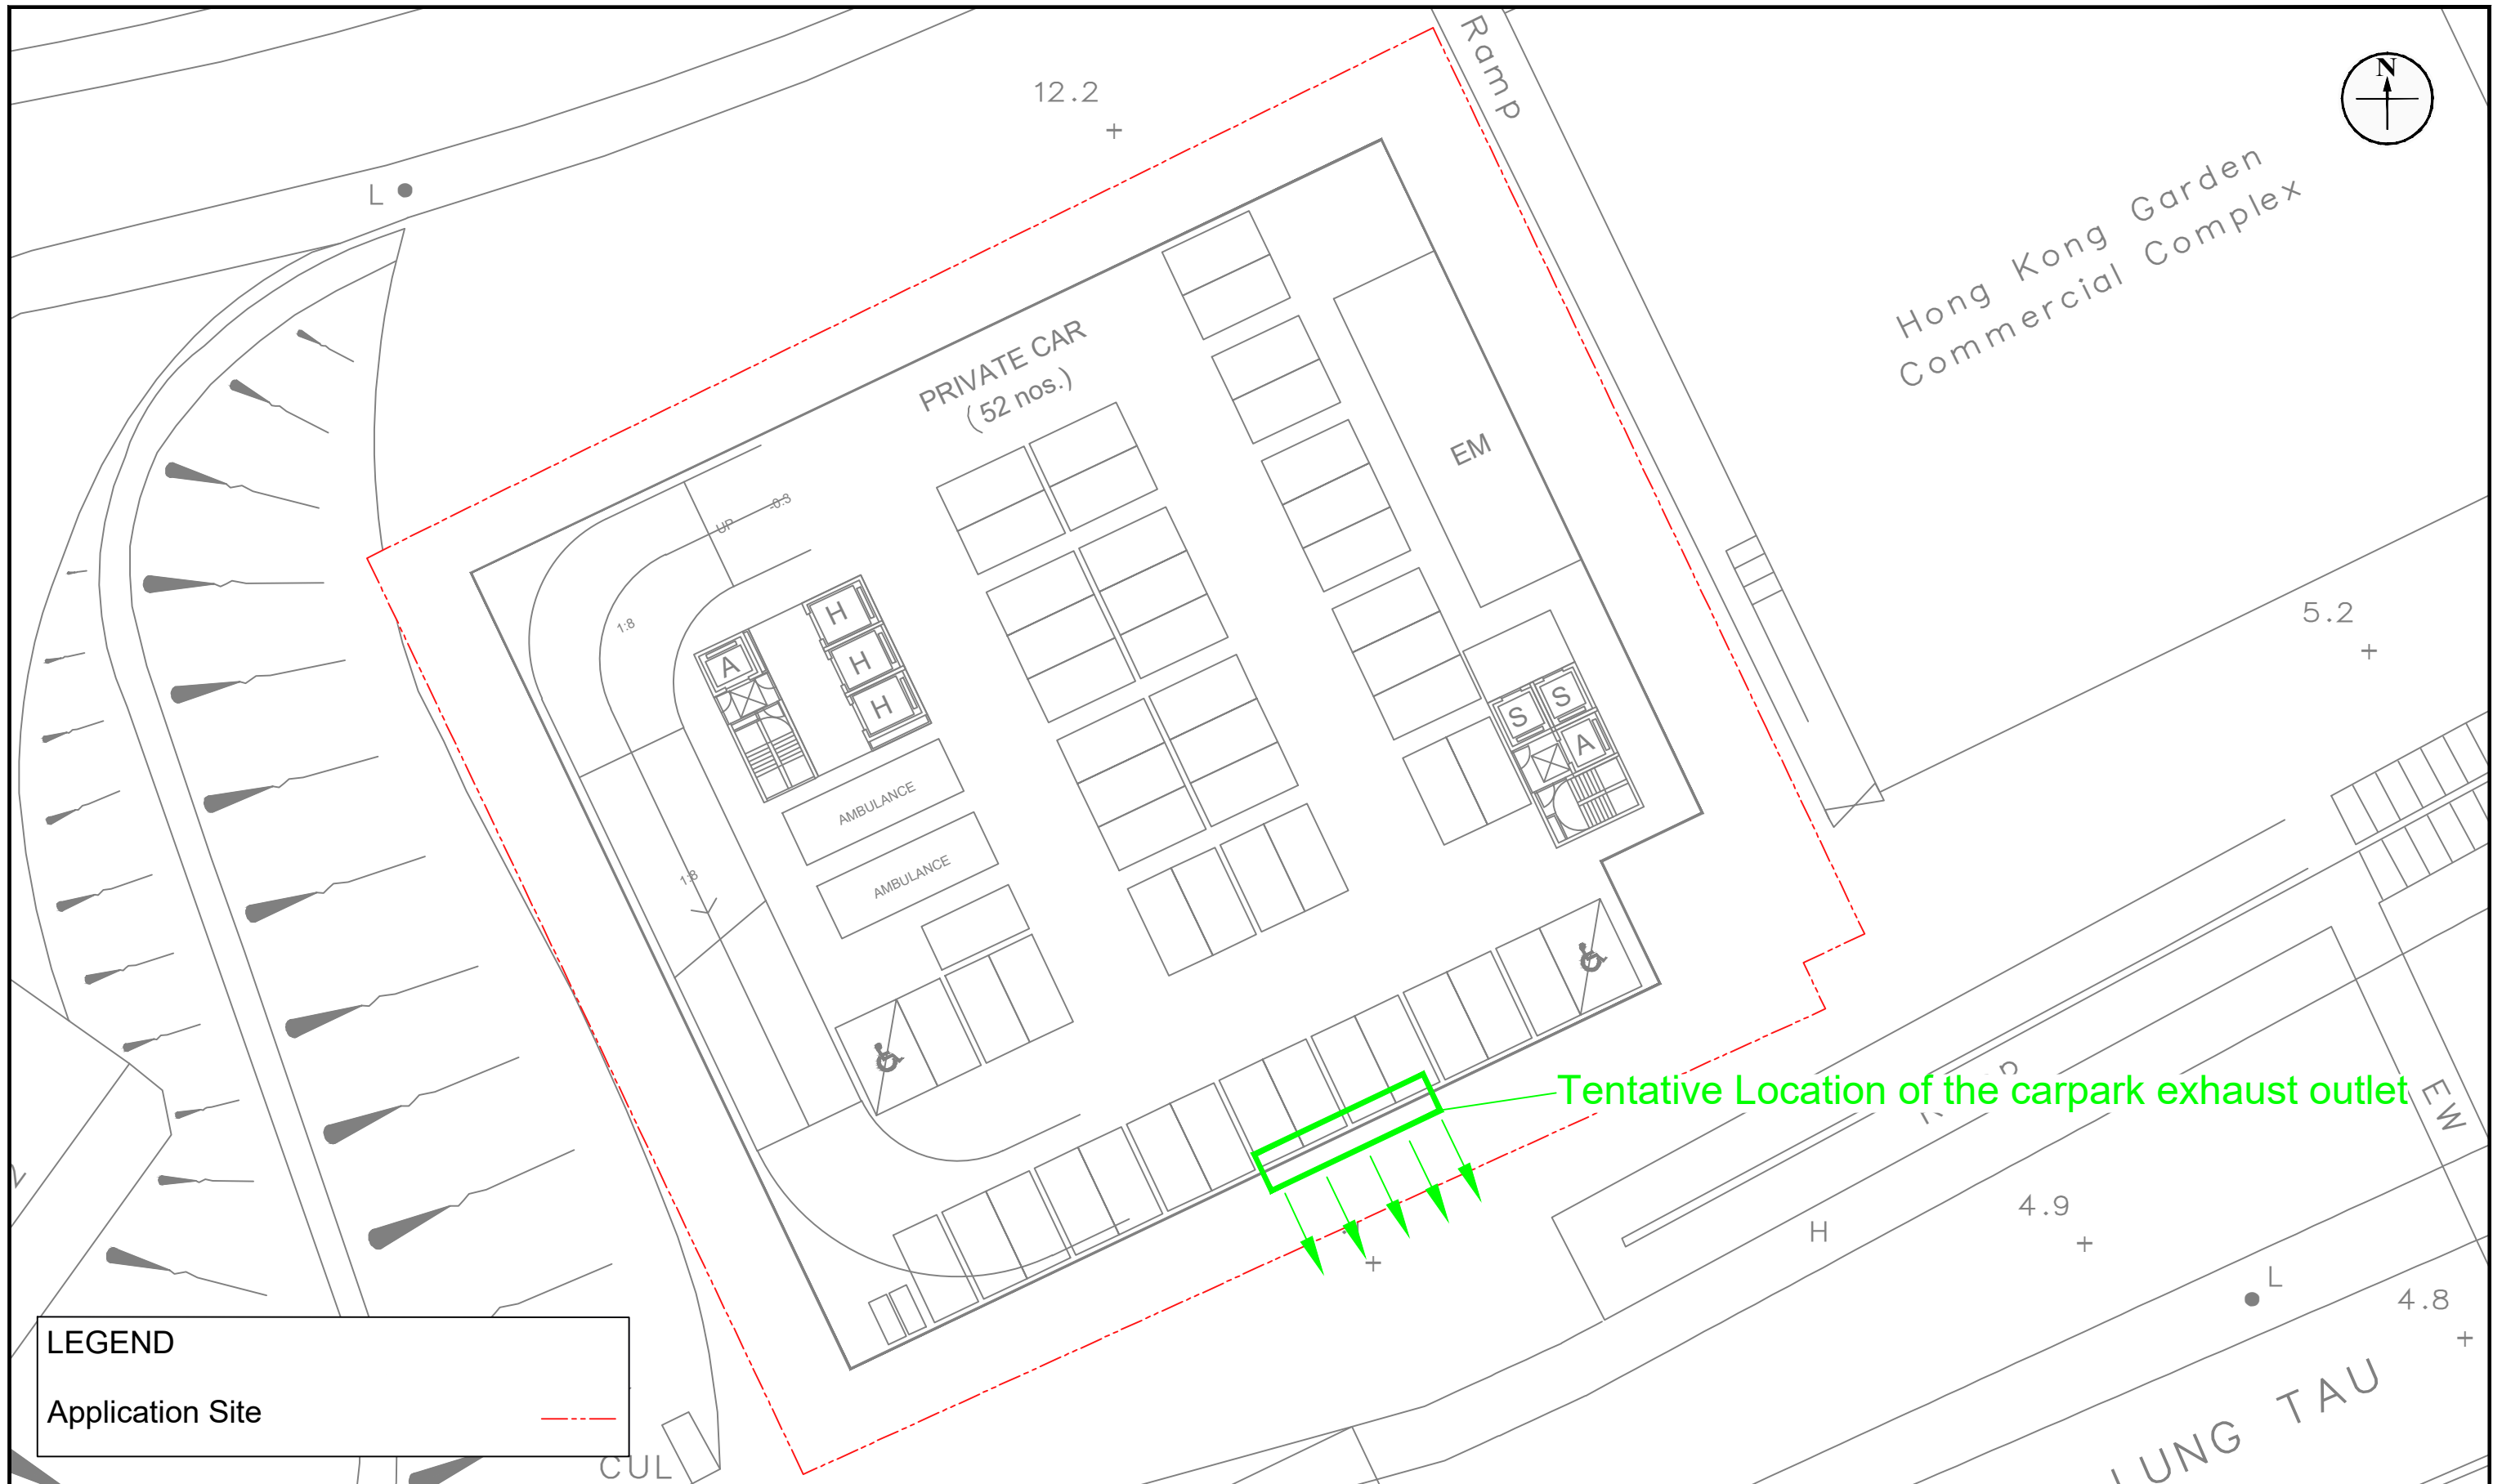 Ramp
N
12.2
+
L
Hong Kong Garden
Commercial Complex
PRIVATE CAR
( 52 nos.)
EM
UP
-0.3
1:8
H
H
H
A
5.2
+
S
S
A
AMBULANCE
AMBULANCE
1:8
Tentative Location of the carpark exhaust outlet
EW
4.9
+
H
+
L
4.8
+
LEGEND
Application Site
CUL
LUNG TAU